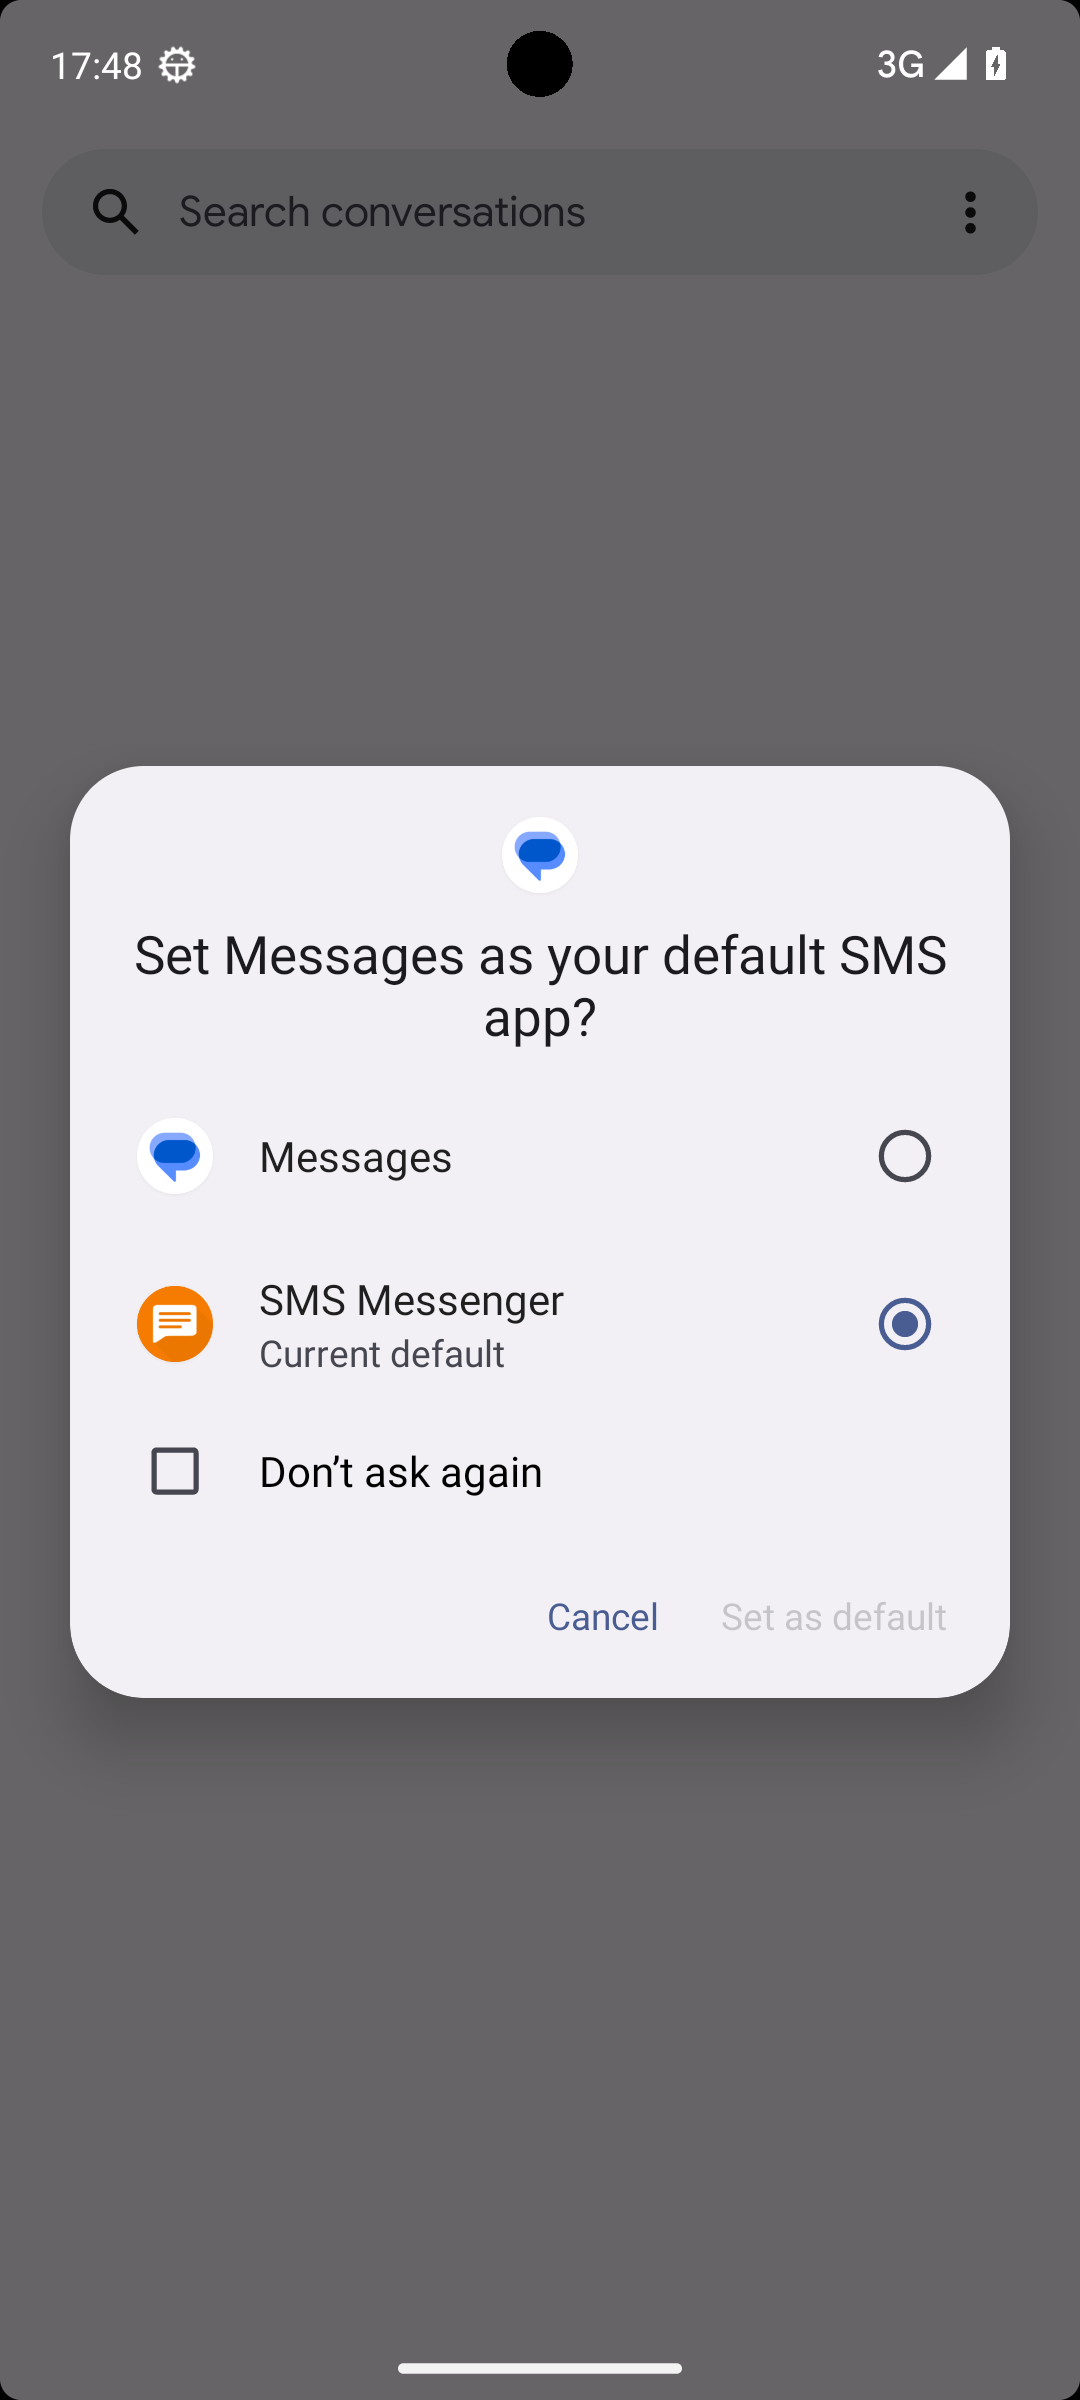 17:48
3G
Search conversations
Set Messages as your default SMS
app?
Messages
SMS Messenger
Current default
Don’t ask again
Cancel
Set as default